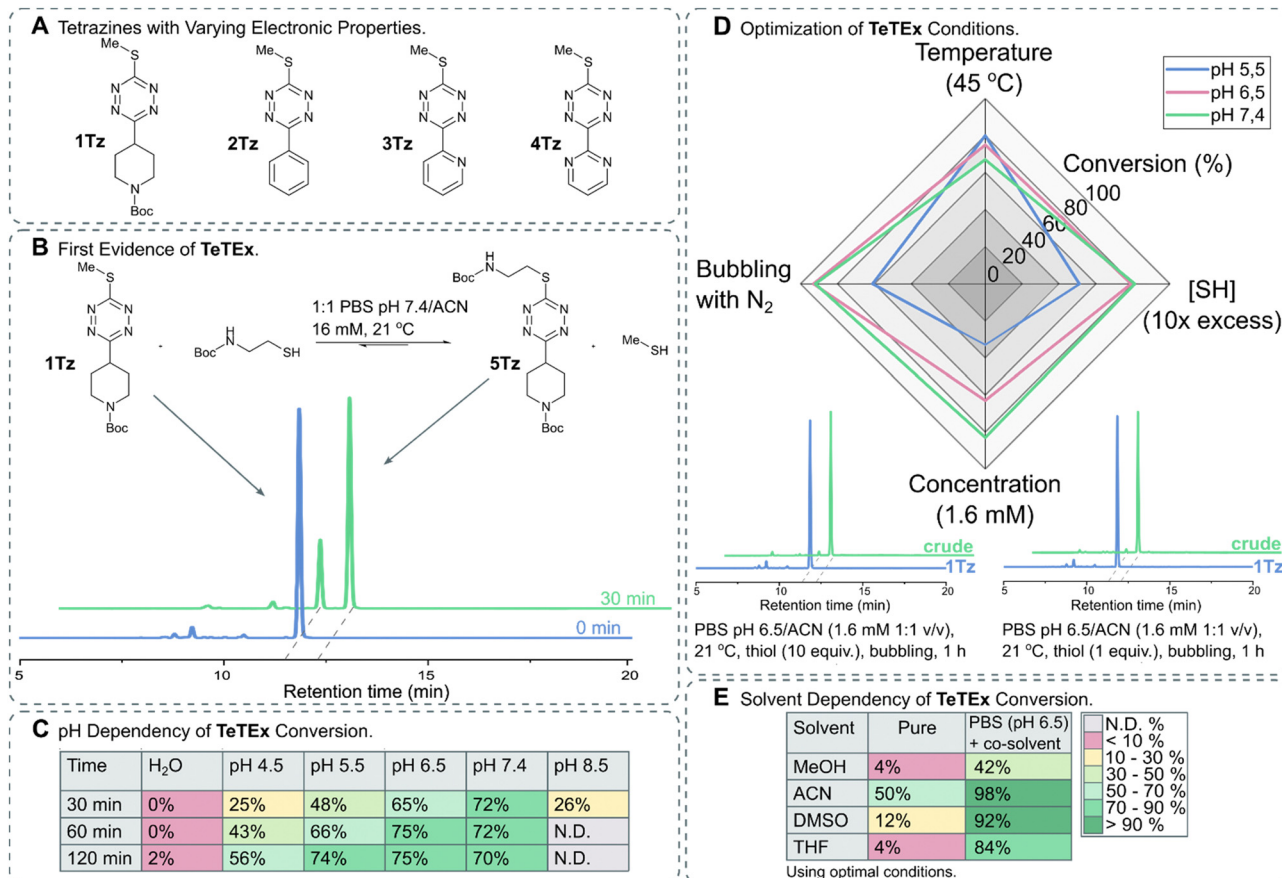 A Tetrazines with Varying Electronic Properties.
Me
S
N N
N N
1Tz
N
Boc
Me
S
N N
N N
2Tz
Me
S
N N
N N
3Tz
N
Me
S
N N
N N
4Tz
N N
B First Evidence of TeTEx.
Me
S
N N
N N
1Tz
N
Boc
H
Boc N SH
1:1 PBS pH 7.4/ACN
16 mM, 21 °C
H
Boc N S
N N
N N
5Tz
N
Boc
Me SH
30 min
0 min
5 10 15 20
Retention time (min)
C pH Dependency of TeTEx Conversion.
Time H₂O pH 4.5 pH 5.5 pH 6.5 pH 7.4 pH 8.5
30 min 0% 25% 48% 65% 72% 26%
60 min 0% 43% 66% 75% 72% N.D.
120 min 2% 56% 74% 75% 70% N.D.
D Optimization of TeTEx Conditions.
Temperature
(45 °C)
pH 5,5
pH 6,5
pH 7,4
Conversion (%)
100
80
60
40
20
0
Bubbling
with N₂
[SH]
(10x excess)
Concentration
(1.6 mM)
crude
1Tz
5 10 15 20
Retention time (min)
PBS pH 6.5/ACN (1.6 mM 1:1 v/v),
21 °C, thiol (10 equiv.), bubbling, 1 h
crude
1Tz
5 10 15 20
Retention time (min)
PBS pH 6.5/ACN (1.6 mM 1:1 v/v),
21 °C, thiol (1 equiv.), bubbling, 1 h
E Solvent Dependency of TeTEx Conversion.
Solvent Pure PBS (pH 6.5)
+ co-solvent
MeOH 4% 42%
ACN 50% 98%
DMSO 12% 92%
THF 4% 84%
Using optimal conditions.
N.D. %
< 10 %
10 - 30 %
30 - 50 %
50 - 70 %
70 - 90 %
> 90 %